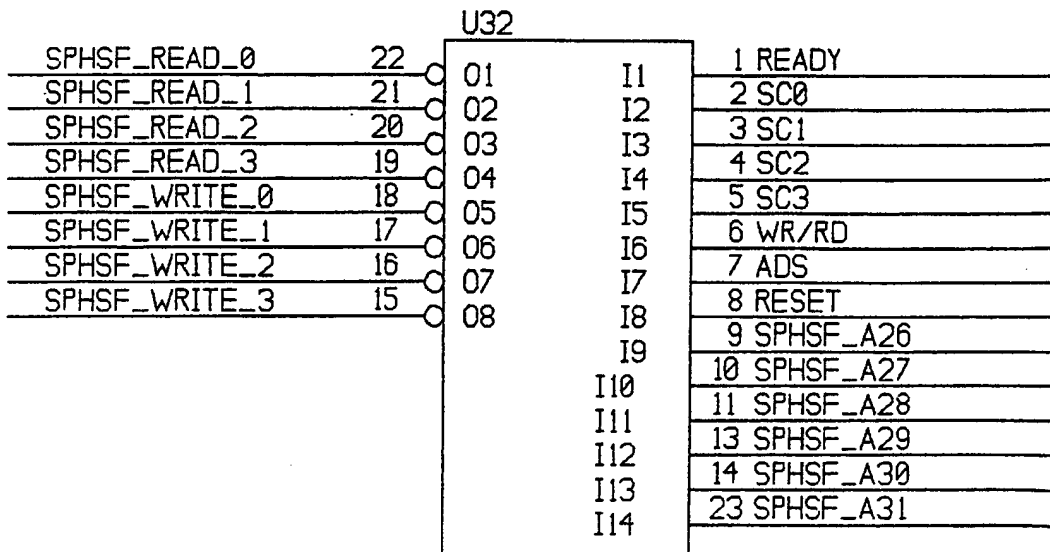 U32
SPHSF_READ_0 22 O1 I1 1 READY
SPHSF_READ_1 21 O2 I2 2 SC0
SPHSF_READ_2 20 O3 I3 3 SC1
SPHSF_READ_3 19 O4 I4 4 SC2
SPHSF_WRITE_0 18 O5 I5 5 SC3
SPHSF_WRITE_1 17 O6 I6 6 WR/RD
SPHSF_WRITE_2 16 O7 I7 7 ADS
SPHSF_WRITE_3 15 O8 I8 8 RESET
I9 9 SPHSF_A26
I10 10 SPHSF_A27
I11 11 SPHSF_A28
I12 13 SPHSF_A29
I13 14 SPHSF_A30
I14 23 SPHSF_A31